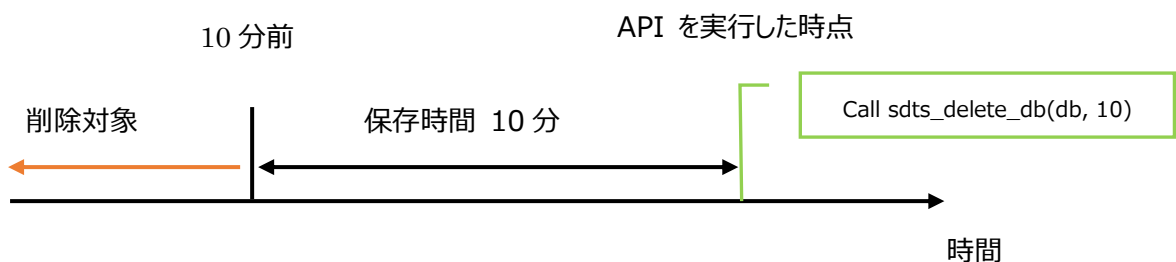 API を実行した時点
10 分前
Call sdts_delete_db(db, 10)
削除対象
保存時間 10 分
時間